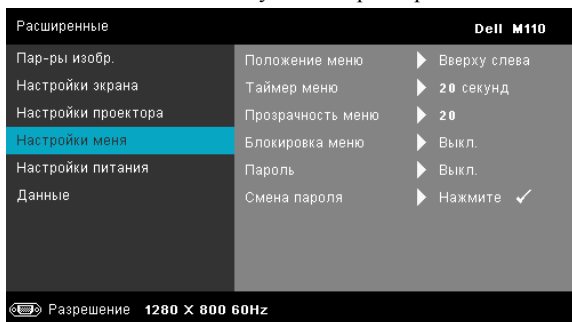 Расширенные Dell M110
Пар-ры изобр. Положение меню Вверху слева
Настройки экрана Таймер меню 20 секунд
Настройки проектора Прозрачность меню 20
Настройки меня Блокировка меню Выкл.
Настройки питания Пароль Выкл.
Данные Смена пароля Нажмите ✓
Разрешение 1280 X 800 60Hz